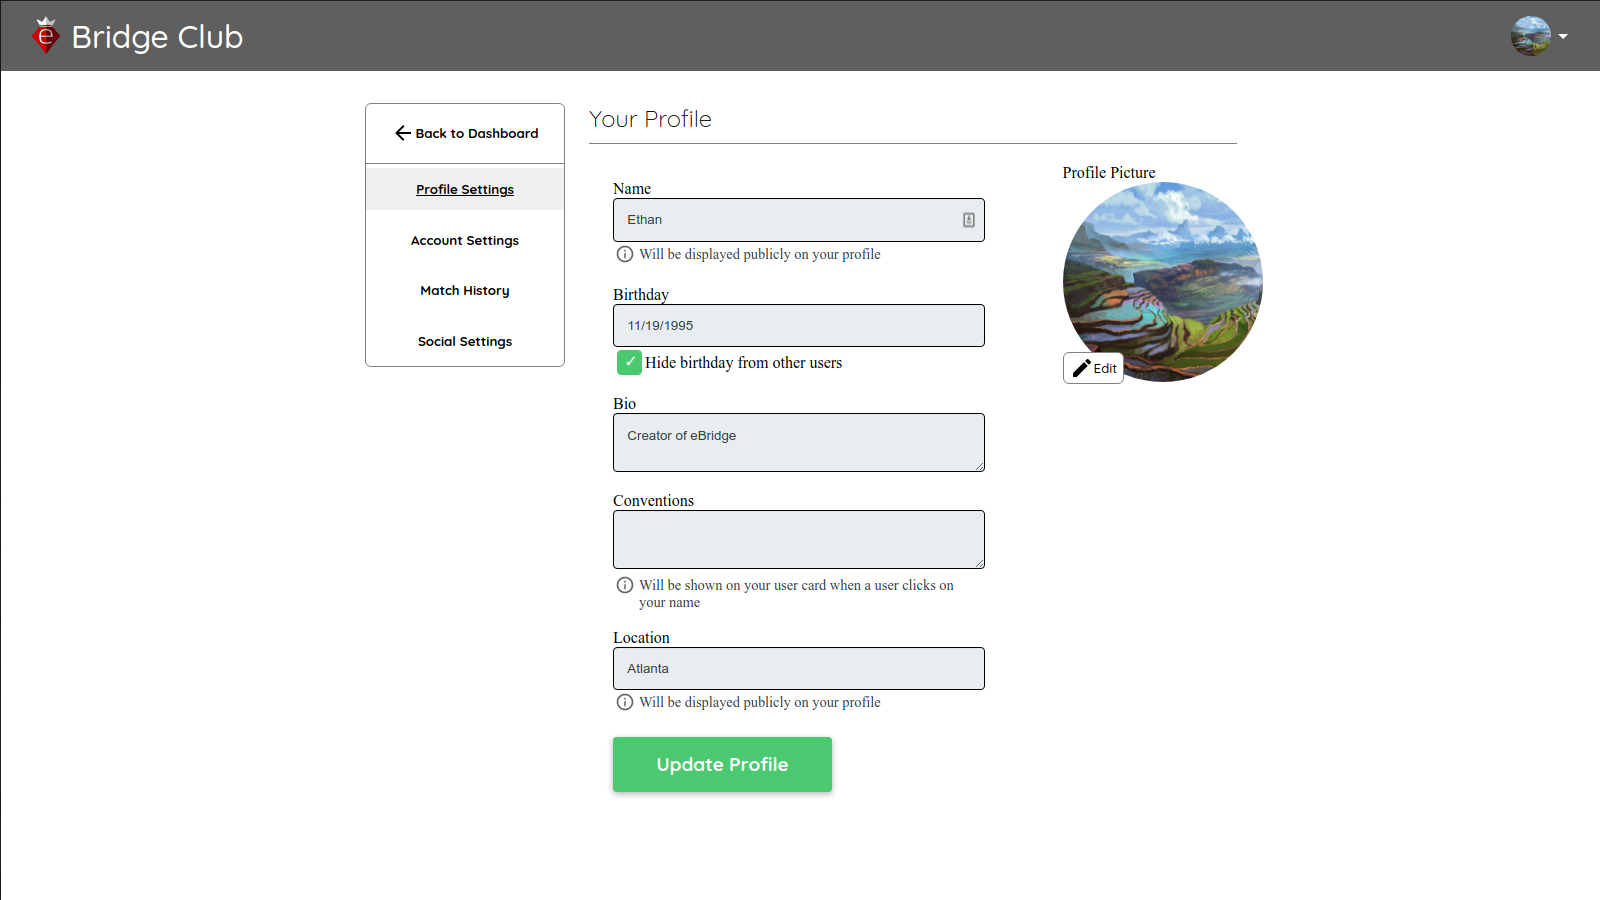 e Bridge Club
Back to Dashboard
Profile Settings
Account Settings
Match History
Social Settings
Your Profile
Name
Ethan
Will be displayed publicly on your profile
Birthday
11/19/1995
✓ Hide birthday from other users
Bio
Creator of eBridge
Conventions
Will be shown on your user card when a user clicks on
your name
Location
Atlanta
Will be displayed publicly on your profile
Update Profile
Profile Picture
Edit